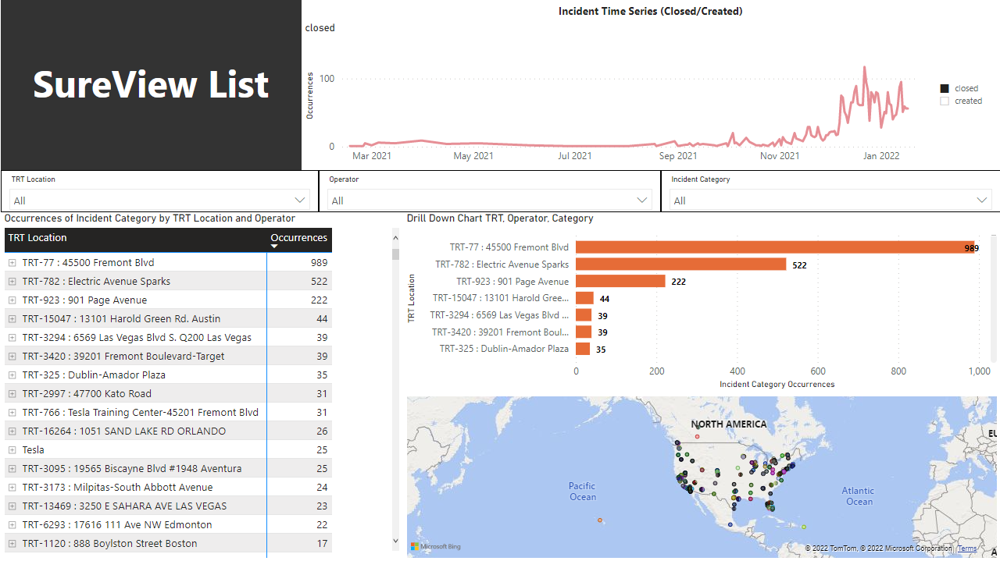 SureView List
Incident Time Series (Closed/Created)
closed
Occurrences
100
0
Mar 2021
May 2021
Jul 2021
Sep 2021
Nov 2021
Jan 2022
closed
created
TRT Location
All
Operator
All
Incident Category
All
Occurrences of Incident Category by TRT Location and Operator
TRT Location Occurrences
TRT-77 : 45500 Fremont Blvd 989
TRT-782 : Electric Avenue Sparks 522
TRT-923 : 901 Page Avenue 222
TRT-15047 : 13101 Harold Green Rd. Austin 44
TRT-3294 : 6569 Las Vegas Blvd S. Q200 Las Vegas 39
TRT-3420 : 39201 Fremont Boulevard-Target 39
TRT-325 : Dublin-Amador Plaza 35
TRT-2997 : 47700 Kato Road 31
TRT-766 : Tesla Training Center-45201 Fremont Blvd 31
TRT-16264 : 1051 SAND LAKE RD ORLANDO 26
Tesla 25
TRT-3095 : 19565 Biscayne Blvd #1948 Aventura 25
TRT-3173 : Milpitas-South Abbott Avenue 24
TRT-13469 : 3250 E SAHARA AVE LAS VEGAS 23
TRT-6293 : 17616 111 Ave NW Edmonton 22
TRT-1120 : 888 Boylston Street Boston 17
Drill Down Chart TRT, Operator, Category
TRT Location
TRT-77 : 45500 Fremont Blvd 989
TRT-782 : Electric Avenue Sparks 522
TRT-923 : 901 Page Avenue 222
TRT-15047 : 13101 Harold Gree... 44
TRT-3294 : 6569 Las Vegas Blvd ... 39
TRT-3420 : 39201 Fremont Boul... 39
TRT-325 : Dublin-Amador Plaza 35
0 200 400 600 800 1,000
Incident Category Occurrences
NORTH AMERICA
EU
Pacific
Ocean
Atlantic
Ocean
A
Microsoft Bing
© 2022 TomTom, © 2022 Microsoft Corporation Terms